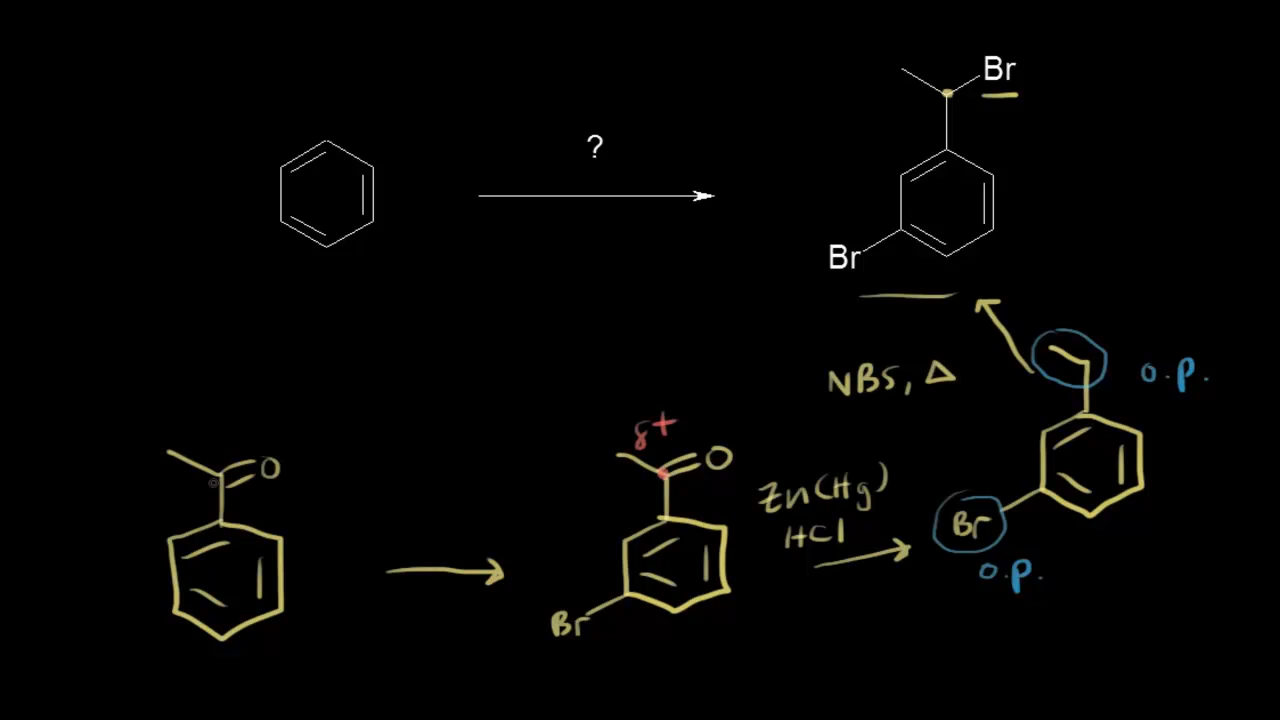 Br
?
Br
NBS, Δ
o.p.
δ+
O
O
Zn(Hg)
HCl
Br
o.p.
Br